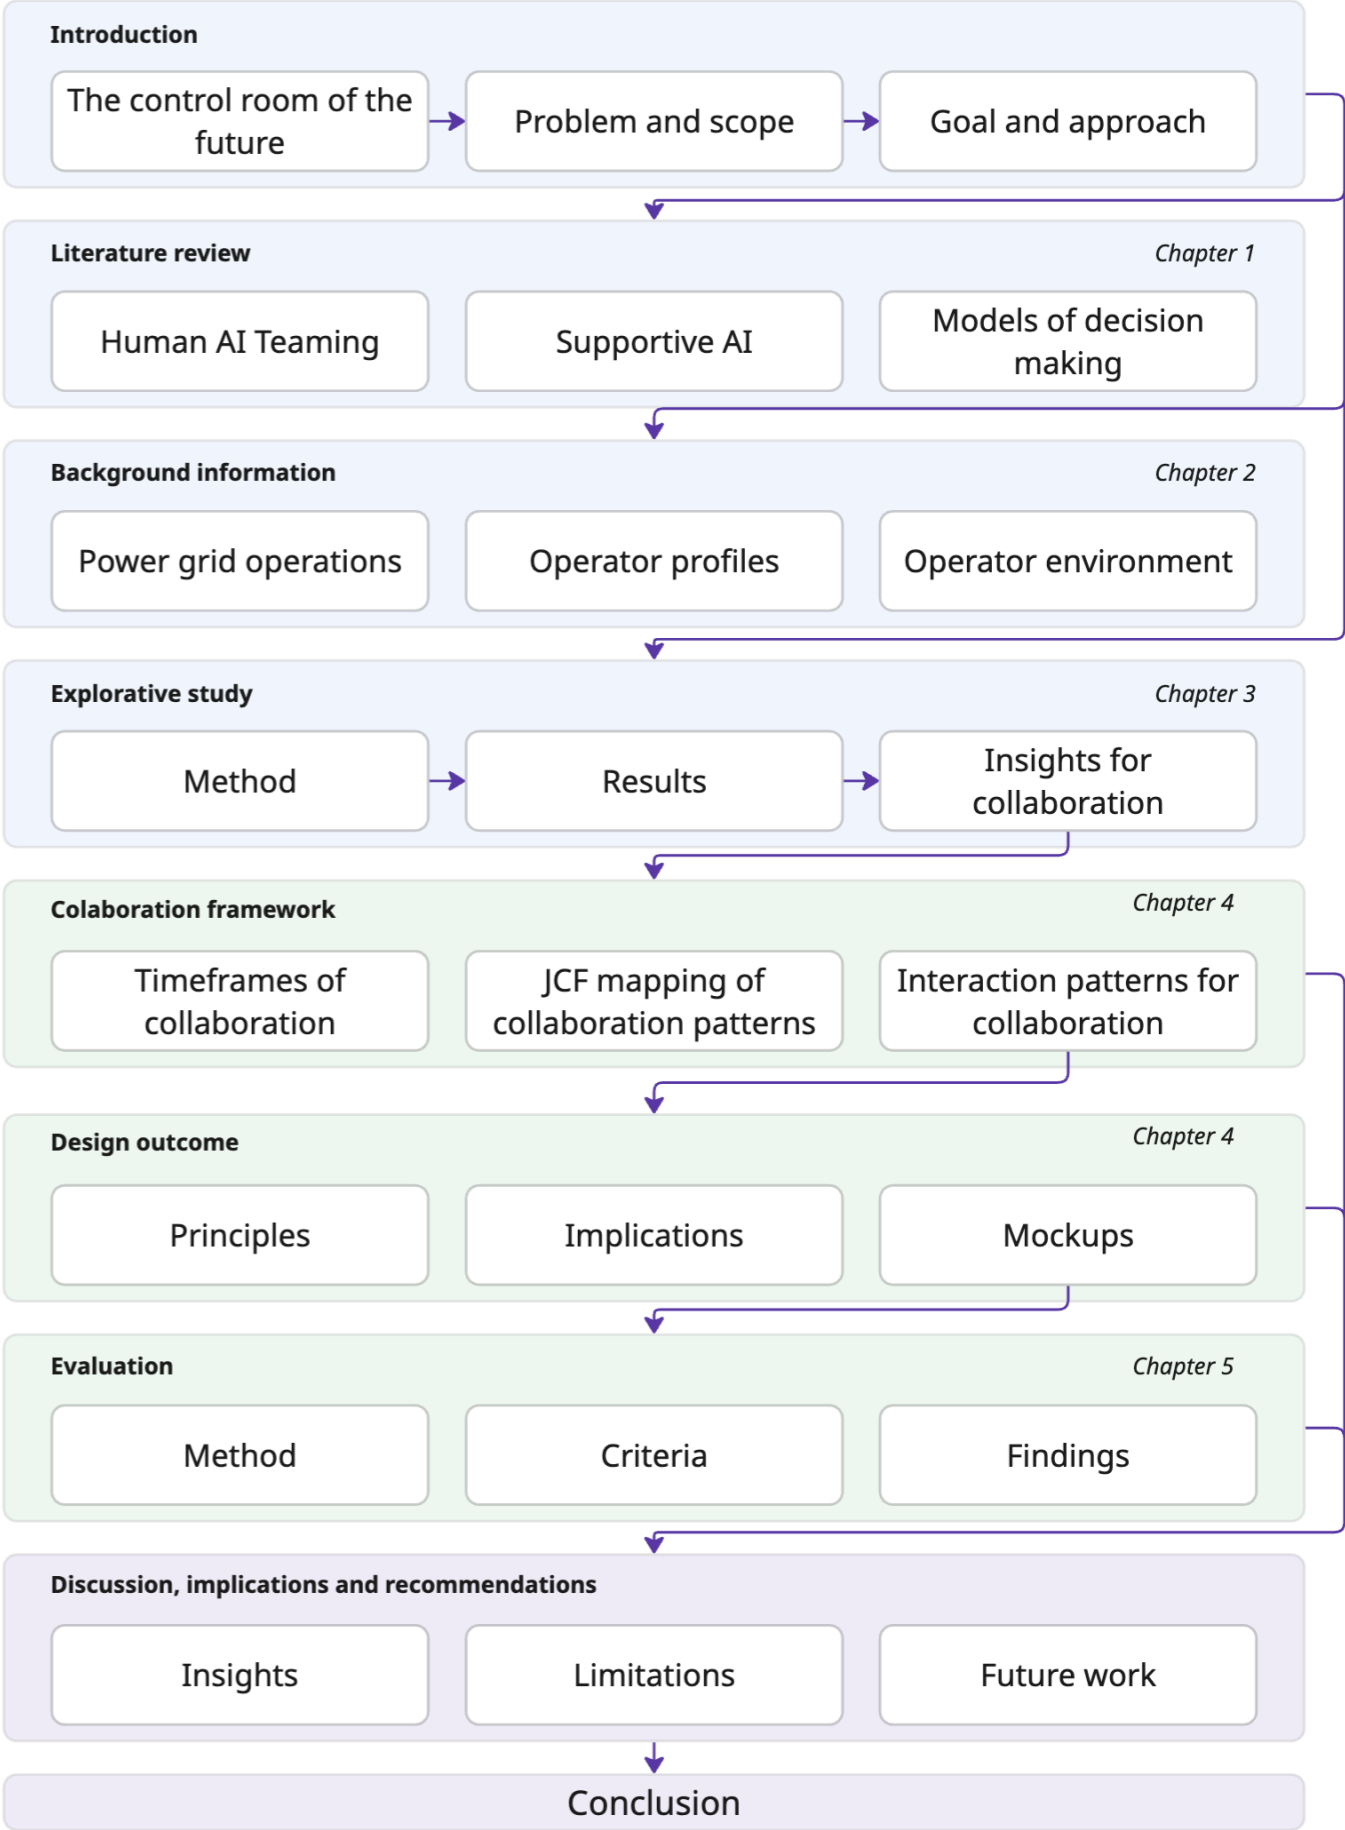 Introduction
The control room of the
future
Problem and scope
Goal and approach
Literature review
Chapter 1
Human AI Teaming
Supportive AI
Models of decision
making
Background information
Chapter 2
Power grid operations
Operator profiles
Operator environment
Explorative study
Chapter 3
Method
Results
Insights for
collaboration
Colaboration framework
Chapter 4
Timeframes of
collaboration
JCF mapping of
collaboration patterns
Interaction patterns for
collaboration
Design outcome
Chapter 4
Principles
Implications
Mockups
Evaluation
Chapter 5
Method
Criteria
Findings
Discussion, implications and recommendations
Insights
Limitations
Future work
Conclusion